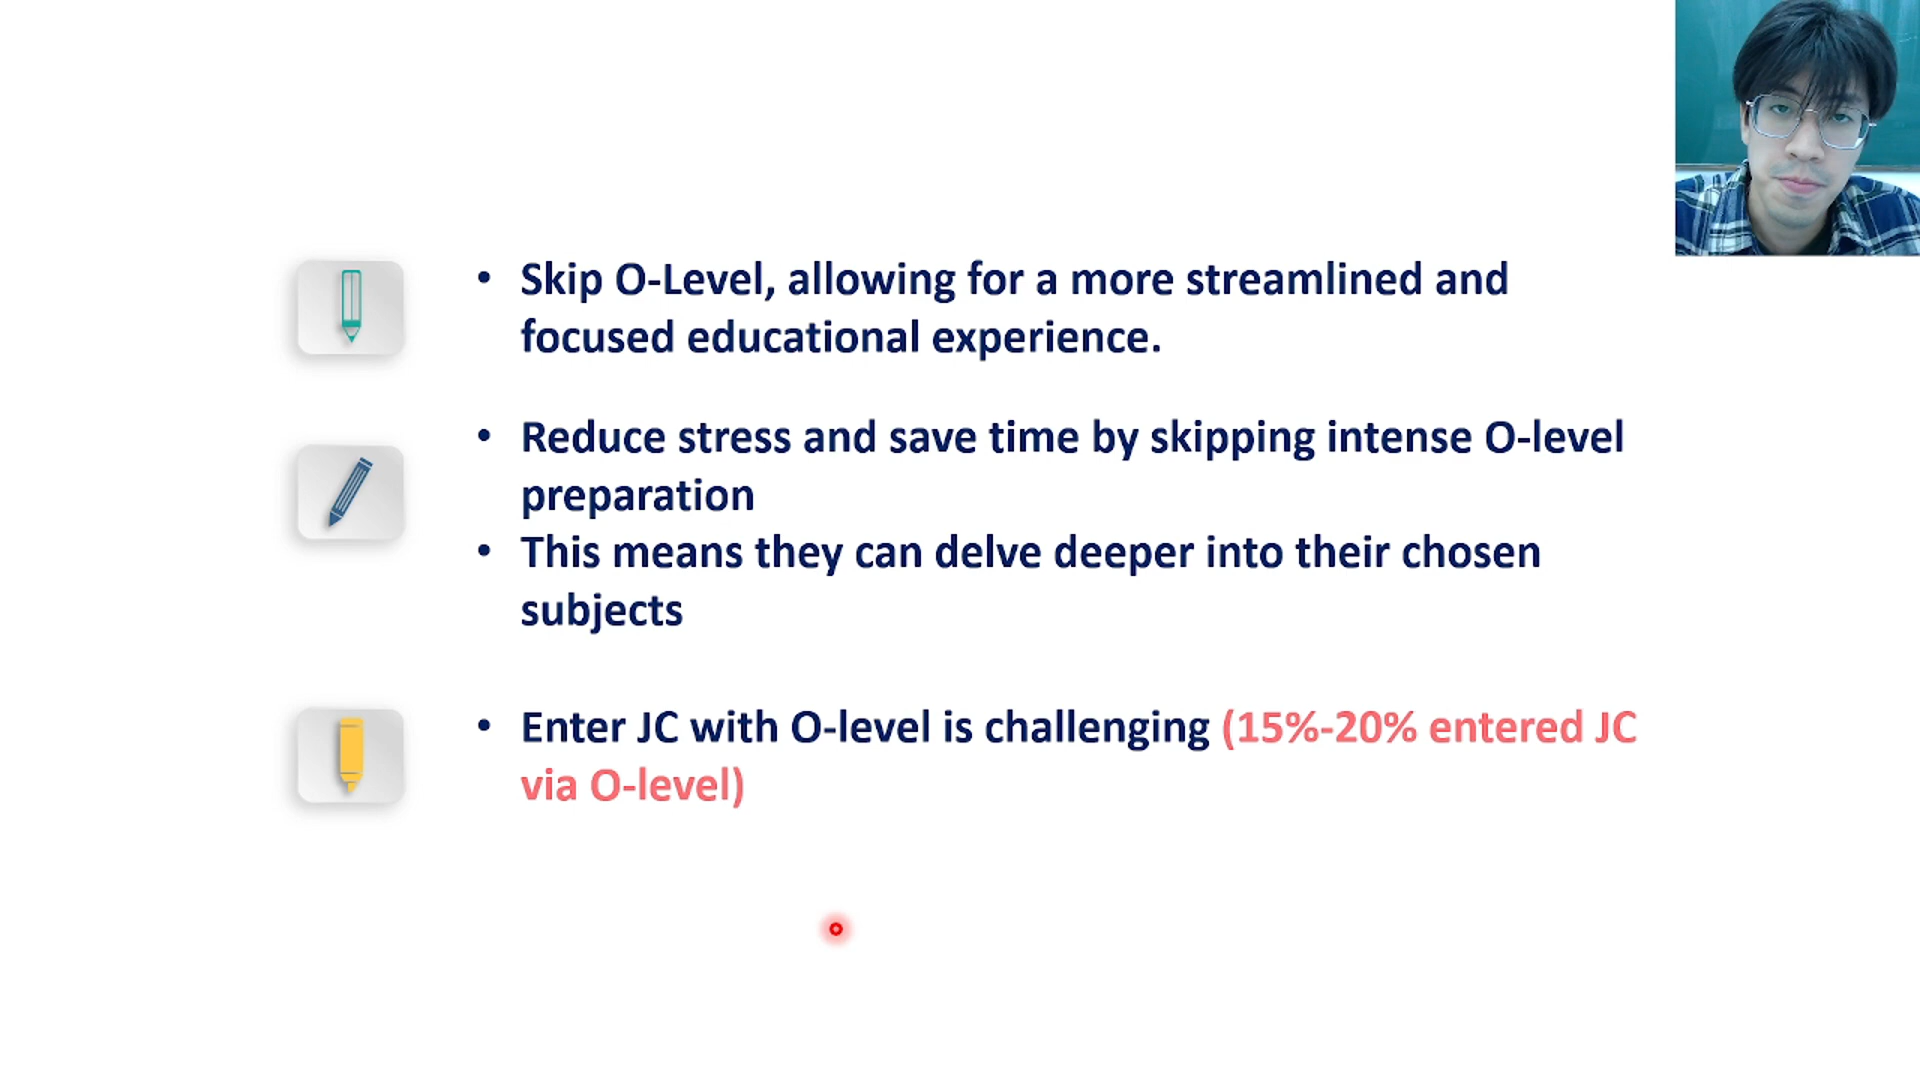 • Skip O-Level, allowing for a more streamlined and
focused educational experience.
• Reduce stress and save time by skipping intense O-level
preparation
• This means they can delve deeper into their chosen
subjects
• Enter JC with O-level is challenging (15%-20% entered JC
via O-level)